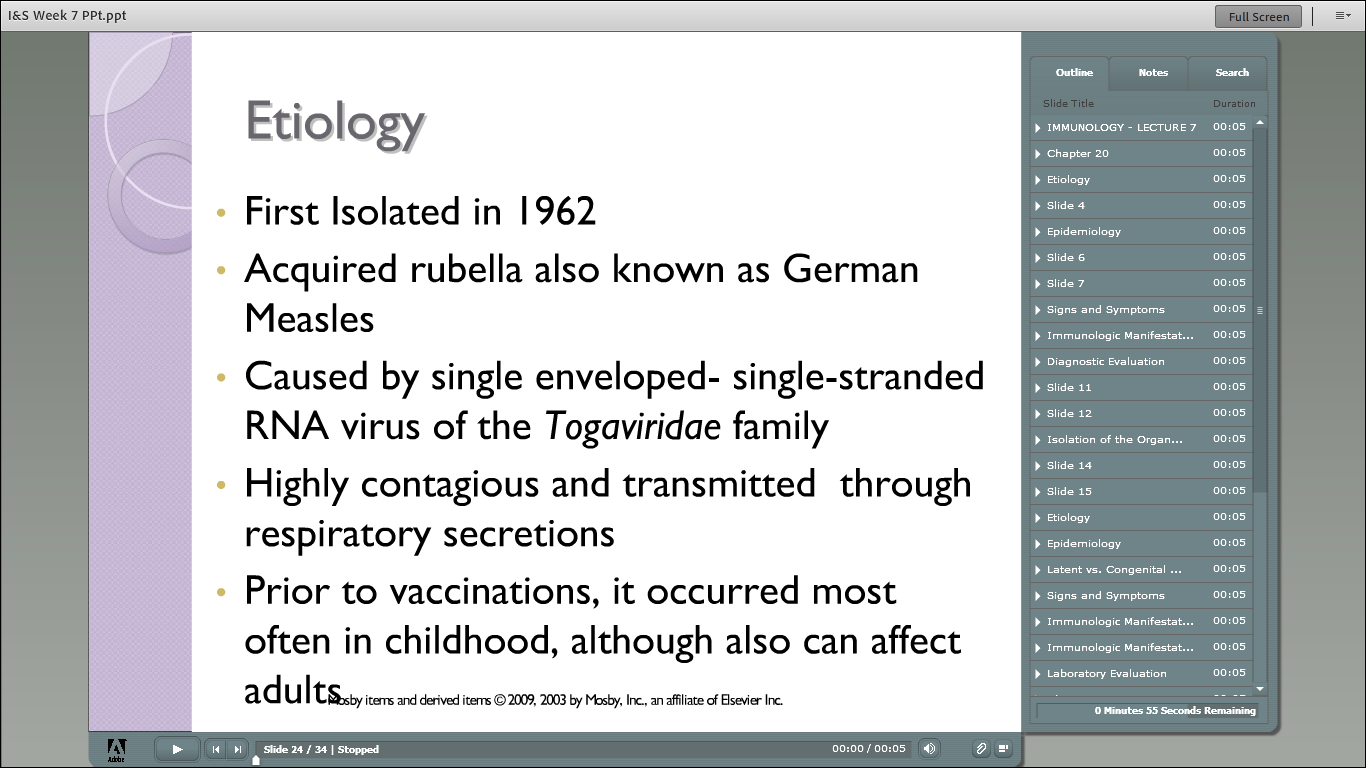 I&S Week 7 PPt.ppt
Full Screen
Etiology
• First Isolated in 1962
• Acquired rubella also known as German
Measles
• Caused by single enveloped- single-stranded
RNA virus of the Togaviridae family
• Highly contagious and transmitted  through
respiratory secretions
• Prior to vaccinations, it occurred most
often in childhood, although also can affect
adults
Mosby items and derived items © 2009, 2003 by Mosby, Inc., an affiliate of Elsevier Inc.
Outline Notes Search
Slide Title Duration
IMMUNOLOGY - LECTURE 7 00:05
Chapter 20 00:05
Etiology 00:05
Slide 4 00:05
Epidemiology 00:05
Slide 6 00:05
Slide 7 00:05
Signs and Symptoms 00:05
Immunologic Manifestat... 00:05
Diagnostic Evaluation 00:05
Slide 11 00:05
Slide 12 00:05
Isolation of the Organ... 00:05
Slide 14 00:05
Slide 15 00:05
Etiology 00:05
Epidemiology 00:05
Latent vs. Congenital ... 00:05
Signs and Symptoms 00:05
Immunologic Manifestat... 00:05
Immunologic Manifestat... 00:05
Laboratory Evaluation 00:05
0 Minutes 55 Seconds Remaining
Adobe
Slide 24 / 34 | Stopped
00:00 / 00:05